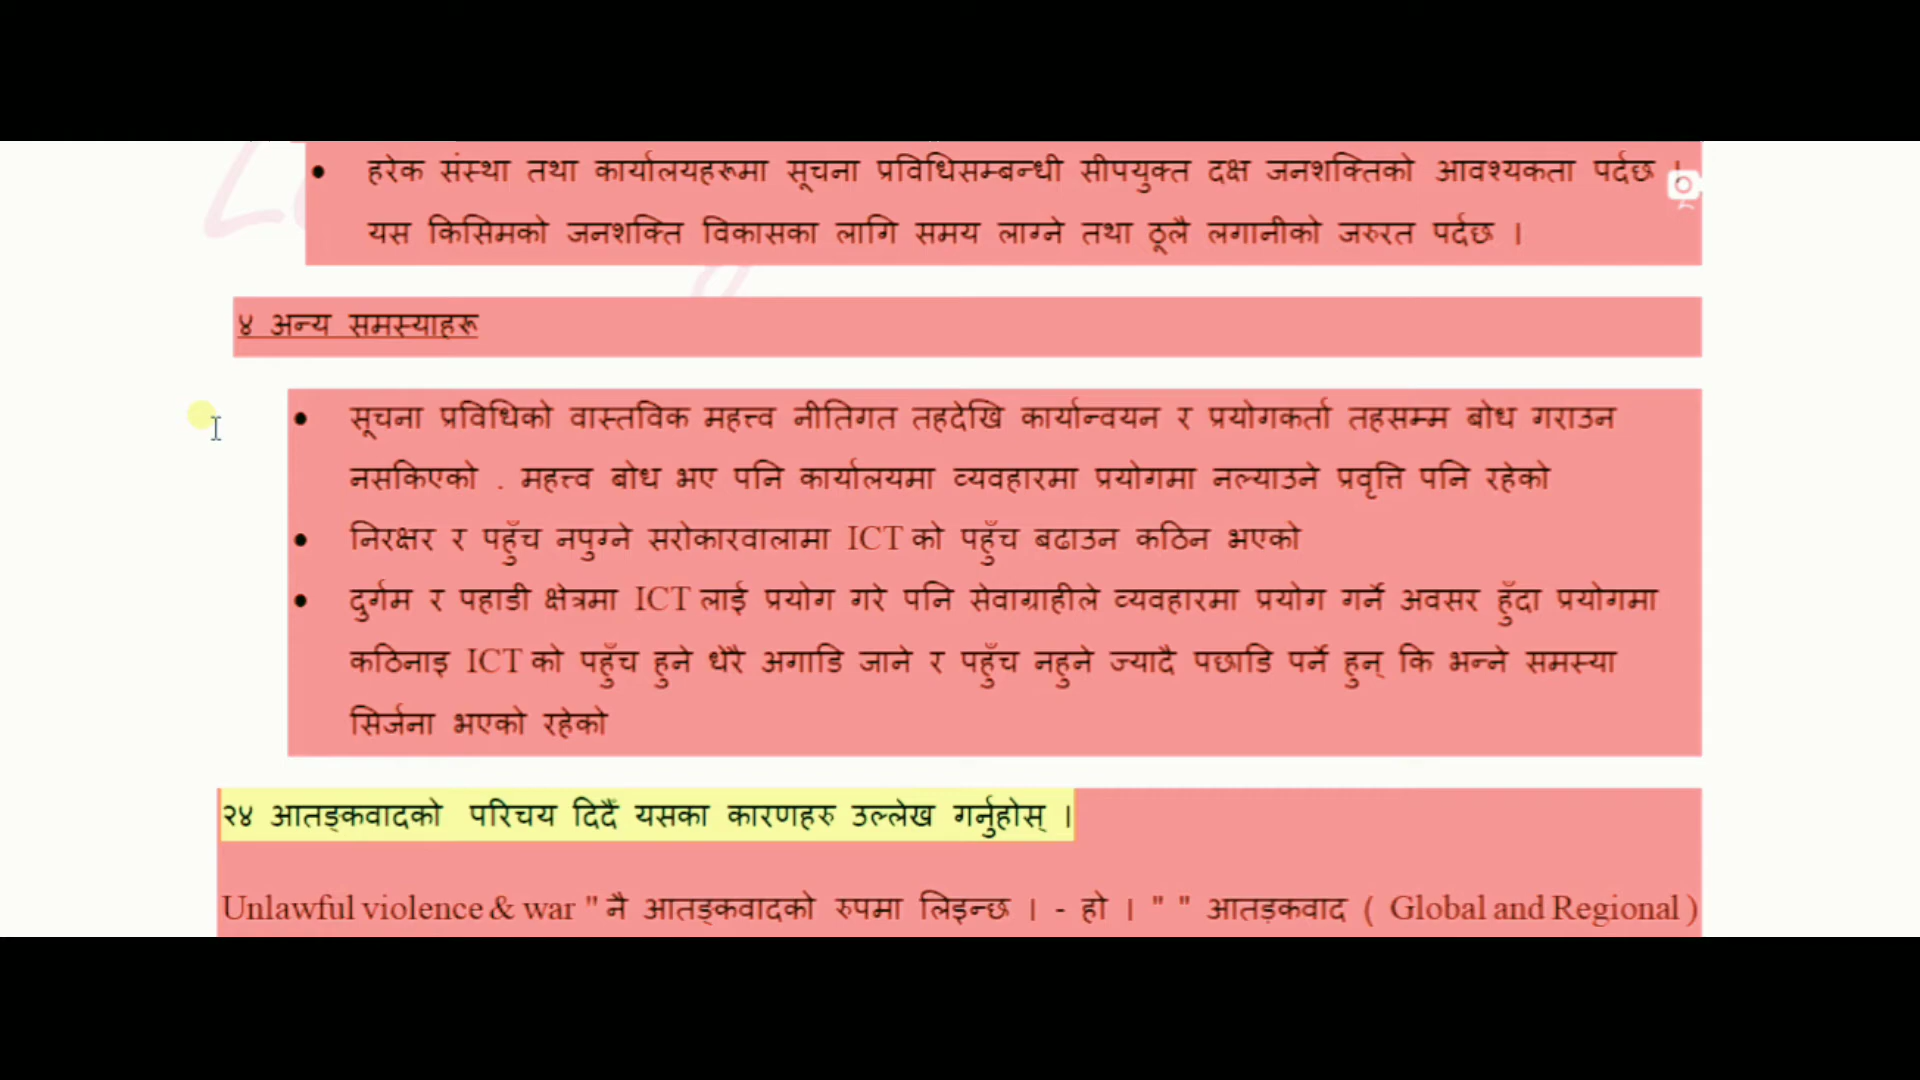 • हरेक संस्था तथा कार्यालयहरूमा सूचना प्रविधिसम्बन्धी सीपयुक्त दक्ष जनशक्तिको आवश्यकता पर्दछ ।
यस किसिमको जनशक्ति विकासका लागि समय लाग्ने तथा ठूलै लगानीको जरुरत पर्दछ ।
४ अन्य समस्याहरू
• सूचना प्रविधिको वास्तविक महत्त्व नीतिगत तहदेखि कार्यान्वयन र प्रयोगकर्ता तहसम्म बोध गराउन
नसकिएको . महत्त्व बोध भए पनि कार्यालयमा व्यवहारमा प्रयोगमा नल्याउने प्रवृत्ति पनि रहेको
• निरक्षर र पहुँच नपुग्ने सरोकारवालामा ICT को पहुँच बढाउन कठिन भएको
• दुर्गम र पहाडी क्षेत्रमा ICT लाई प्रयोग गरे पनि सेवाग्राहीले व्यवहारमा प्रयोग गर्ने अवसर हुँदा प्रयोगमा
कठिनाइ ICT को पहुँच हुने धेरै अगाडि जाने र पहुँच नहुने ज्यादै पछाडि पर्ने हुन् कि भन्ने समस्या
सिर्जना भएको रहेको
२४ आतङ्कवादको परिचय दिदैँ यसका कारणहरु उल्लेख गर्नुहोस् ।
Unlawful violence & war " नै आतङ्कवादको रुपमा लिइन्छ । - हो । " " आतङ्कवाद ( Global and Regional )